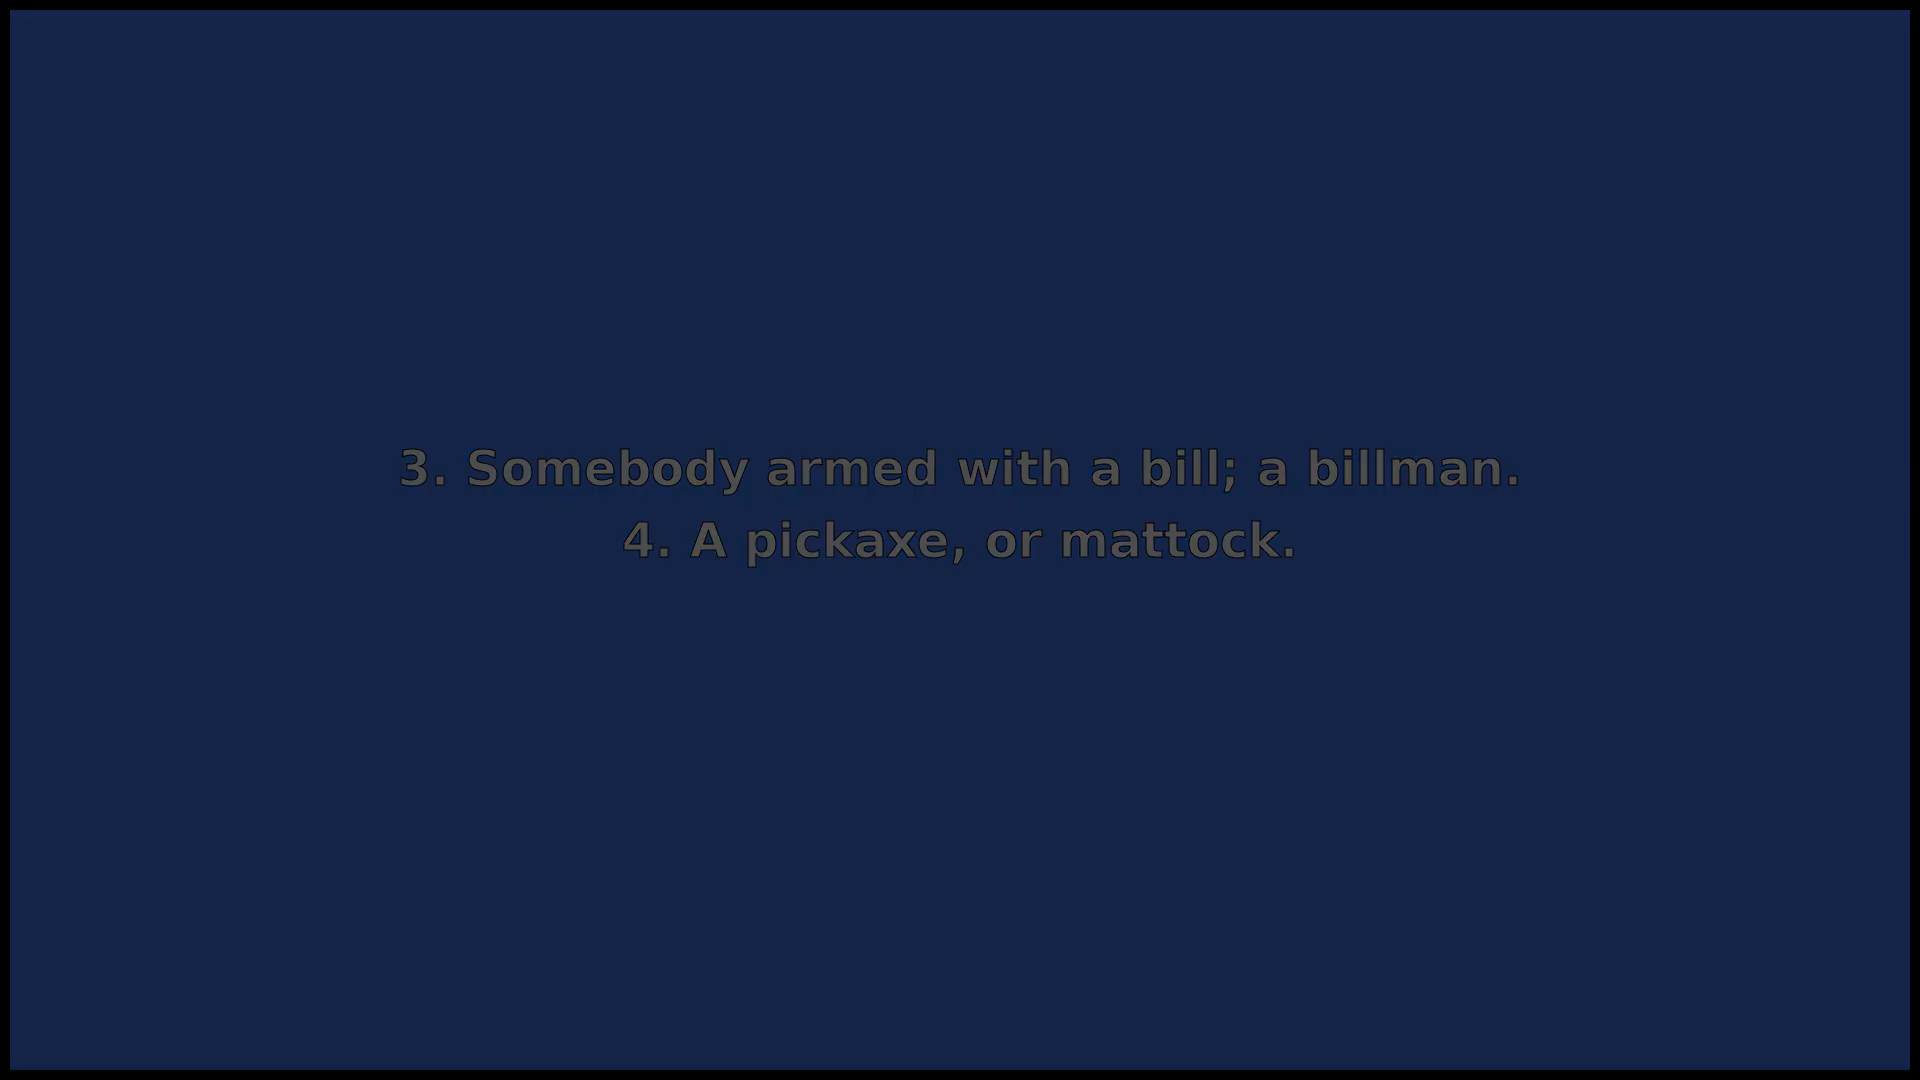 3. Somebody armed with a bill; a billman.
4. A pickaxe, or mattock.